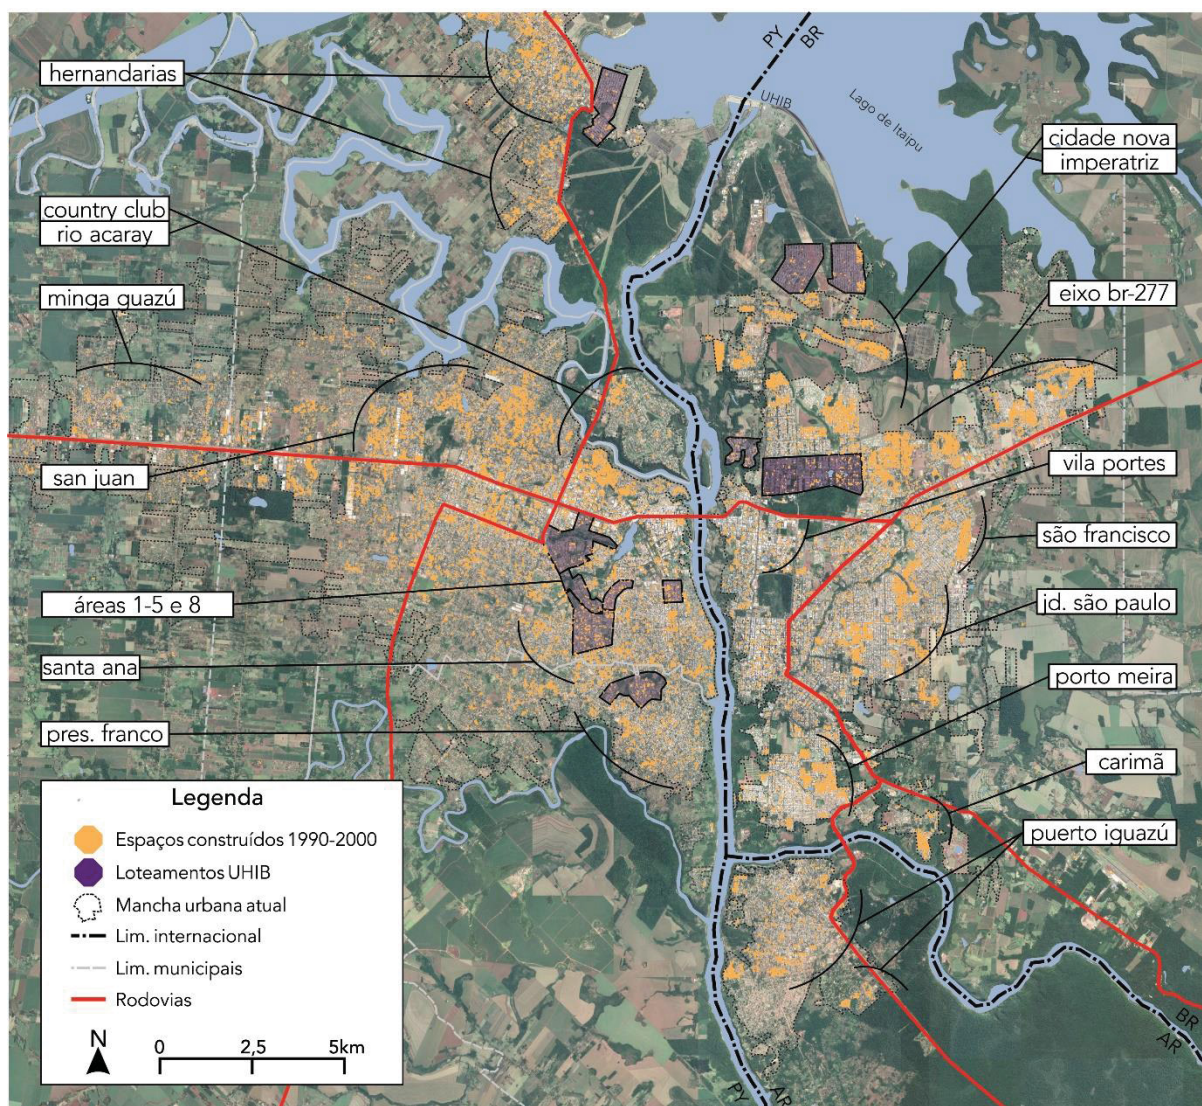 PY
BR
hernandarias
UHIB
Lago de Itaipu
cidade nova
imperatriz
country club
rio acaray
minga guazú
eixo br-277
san juan
vila portes
são francisco
áreas 1-5 e 8
jd. são paulo
santa ana
porto meira
pres. franco
carimã
puerto iguazú
Legenda
Espaços construídos 1990-2000
Loteamentos UHIB
Mancha urbana atual
Lim. internacional
Lim. municipais
Rodovias
N
0 2,5 5km
BR
AR
PY
AR